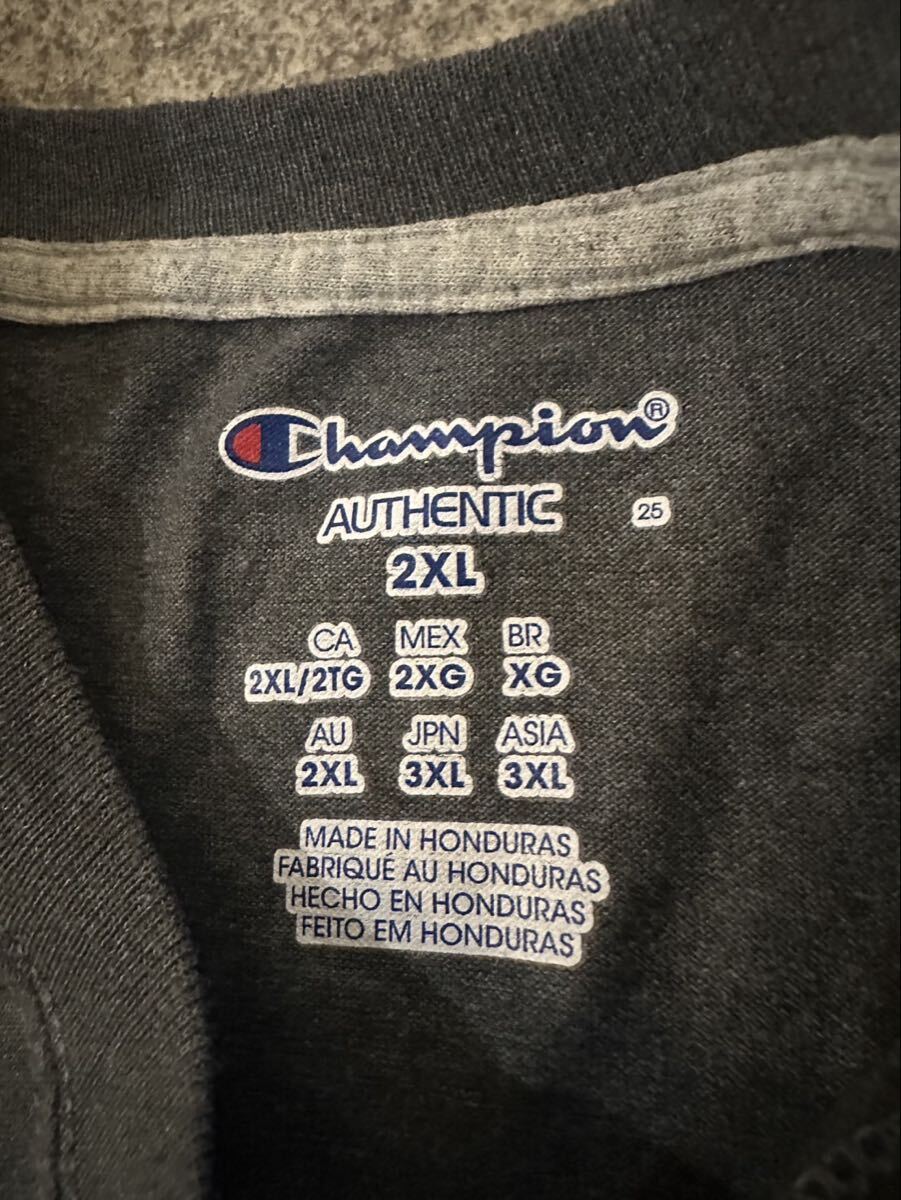 Champion®
AUTHENTIC 25
2XL
CA MEX BR
2XL/2TG 2XG XG
AU JPN ASIA
2XL 3XL 3XL
MADE IN HONDURAS
FABRIQUÉ AU HONDURAS
HECHO EN HONDURAS
FEITO EM HONDURAS